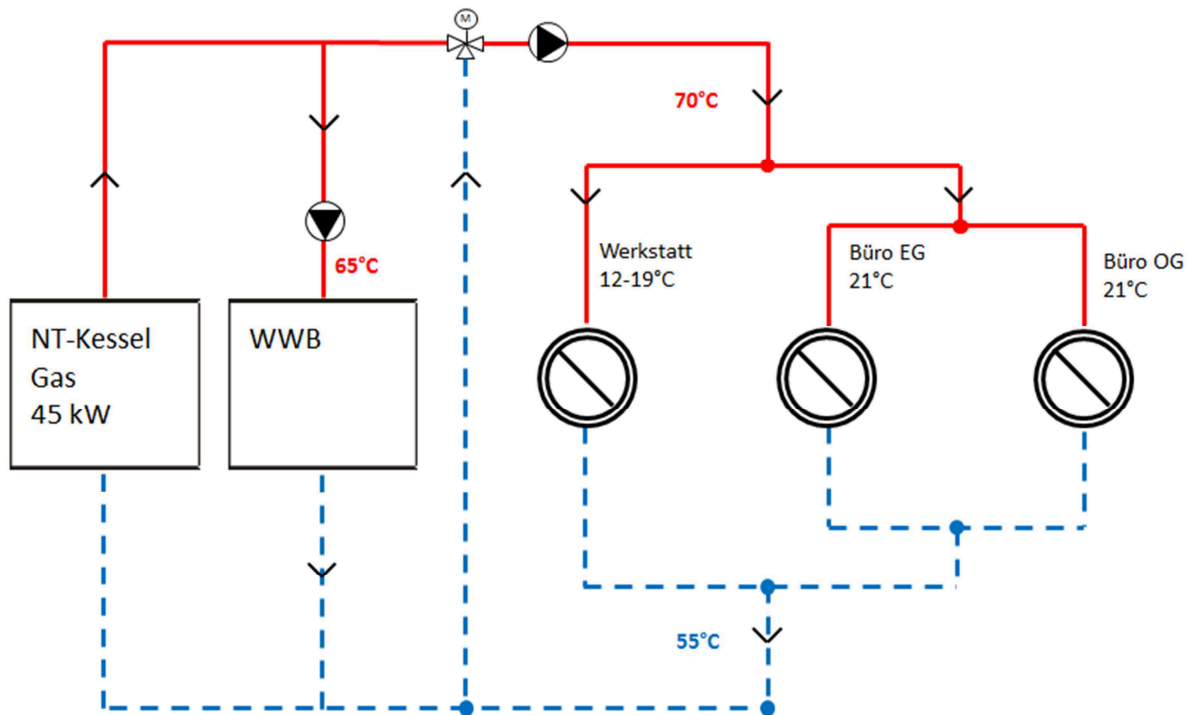 M
70°C
65°C
Werkstatt
12-19°C
Büro EG
21°C
Büro OG
21°C
NT-Kessel
Gas
45 kW
WWB
55°C